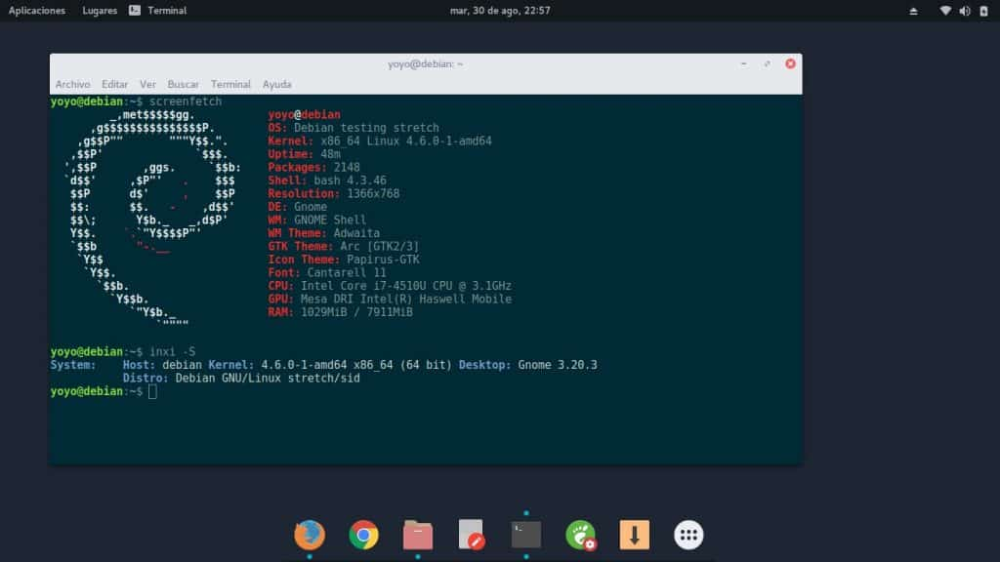 Aplicaciones Lugares Terminal mar, 30 de ago, 22:57
yoyo@debian: ~
Archivo Editar Ver Buscar Terminal Ayuda
yoyo@debian:~$ screenfetch
         _,met$$$$$gg.           yoyo@debian
      ,g$$$$$$$$$$$$$$$P.        OS: Debian testing stretch
    ,g$$P""       """Y$$.".      Kernel: x86_64 Linux 4.6.0-1-amd64
   ,$$P'              `$$$.      Uptime: 48m
  ',$$P       ,ggs.     `$$b:    Packages: 2148
  `d$$'     ,$P"'   .    $$$     Shell: bash 4.3.46
   $$P      d$'     ,    $$P     Resolution: 1366x768
   $$:      $$.   -    ,d$$'     DE: Gnome
   $$\;      Y$b._   _,d$P'      WM: GNOME Shell
   Y$$.    `.`"Y$$$$P"'          WM Theme: Adwaita
   `$$b      "-.__               GTK Theme: Arc [GTK2/3]
    `Y$$                         Icon Theme: Papirus-GTK
     `Y$$.                       Font: Cantarell 11
       `$$b.                     CPU: Intel Core i7-4510U CPU @ 3.1GHz
         `Y$$b.                  GPU: Mesa DRI Intel(R) Haswell Mobile
            `"Y$b._              RAM: 1029MiB / 7911MiB
                `""""
yoyo@debian:~$ inxi -S
System:    Host: debian Kernel: 4.6.0-1-amd64 x86_64 (64 bit) Desktop: Gnome 3.20.3
           Distro: Debian GNU/Linux stretch/sid
yoyo@debian:~$